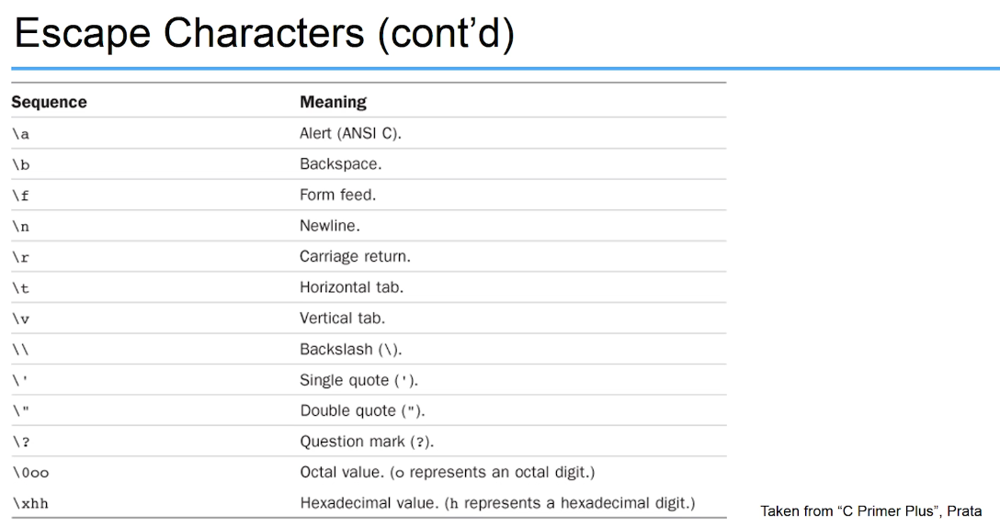 Escape Characters (cont’d)
Sequence Meaning
\a Alert (ANSI C).
\b Backspace.
\f Form feed.
\n Newline.
\r Carriage return.
\t Horizontal tab.
\v Vertical tab.
\\ Backslash (\).
\' Single quote (').
\" Double quote (").
\? Question mark (?).
\0oo Octal value. (o represents an octal digit.)
\xhh Hexadecimal value. (h represents a hexadecimal digit.)
Taken from “C Primer Plus”, Prata